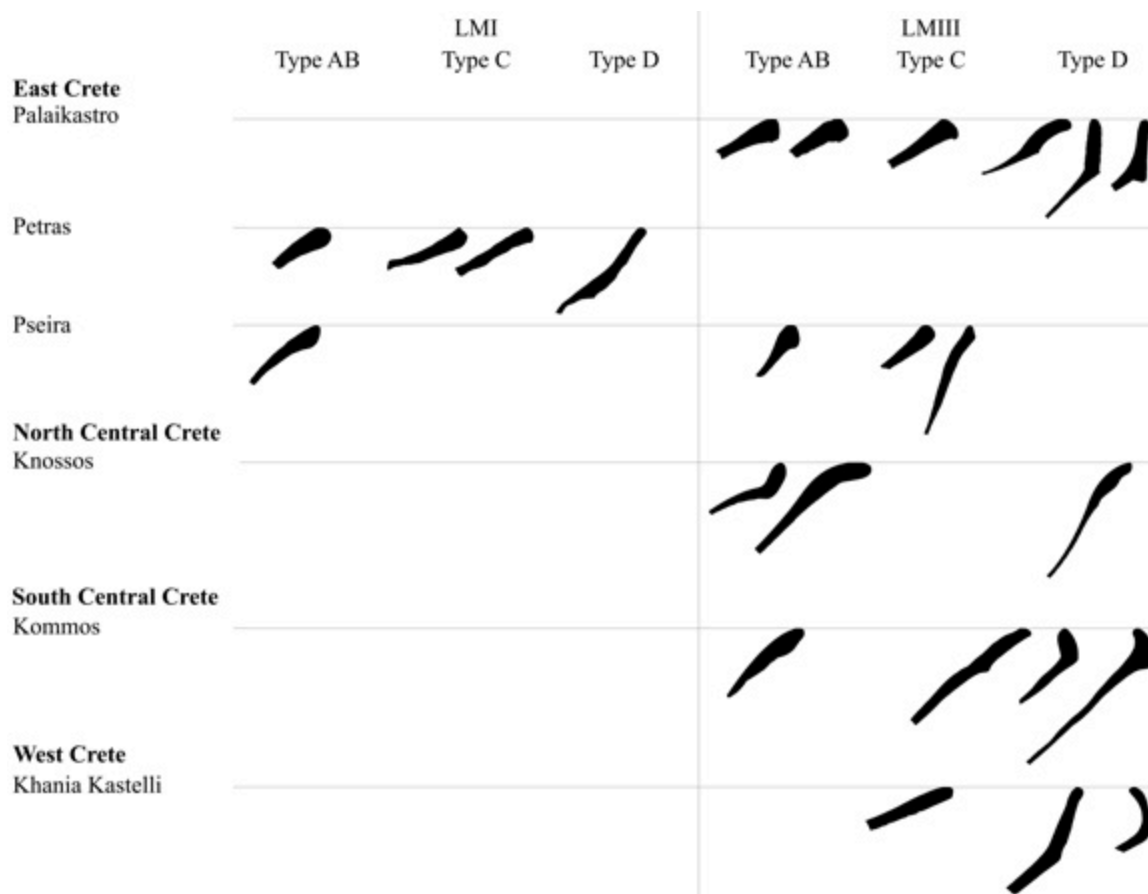 LMI LMIII
Type AB Type C Type D Type AB Type C Type D
East Crete
Palaikastro
Petras
Pseira
North Central Crete
Knossos
South Central Crete
Kommos
West Crete
Khania Kastelli